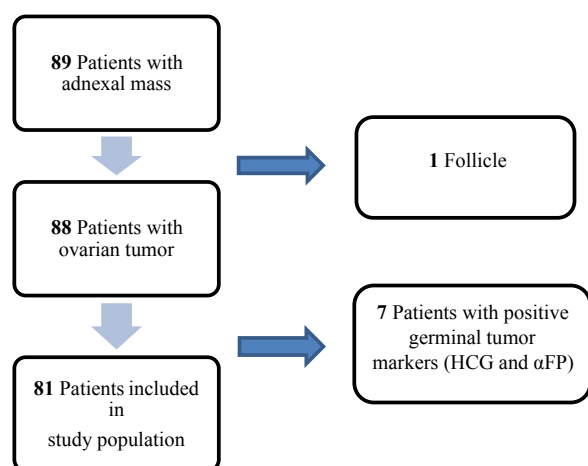 89 Patients with
adnexal mass
1 Follicle
88 Patients with
ovarian tumor
7 Patients with positive
germinal tumor
markers (HCG and αFP)
81 Patients included
in
study population